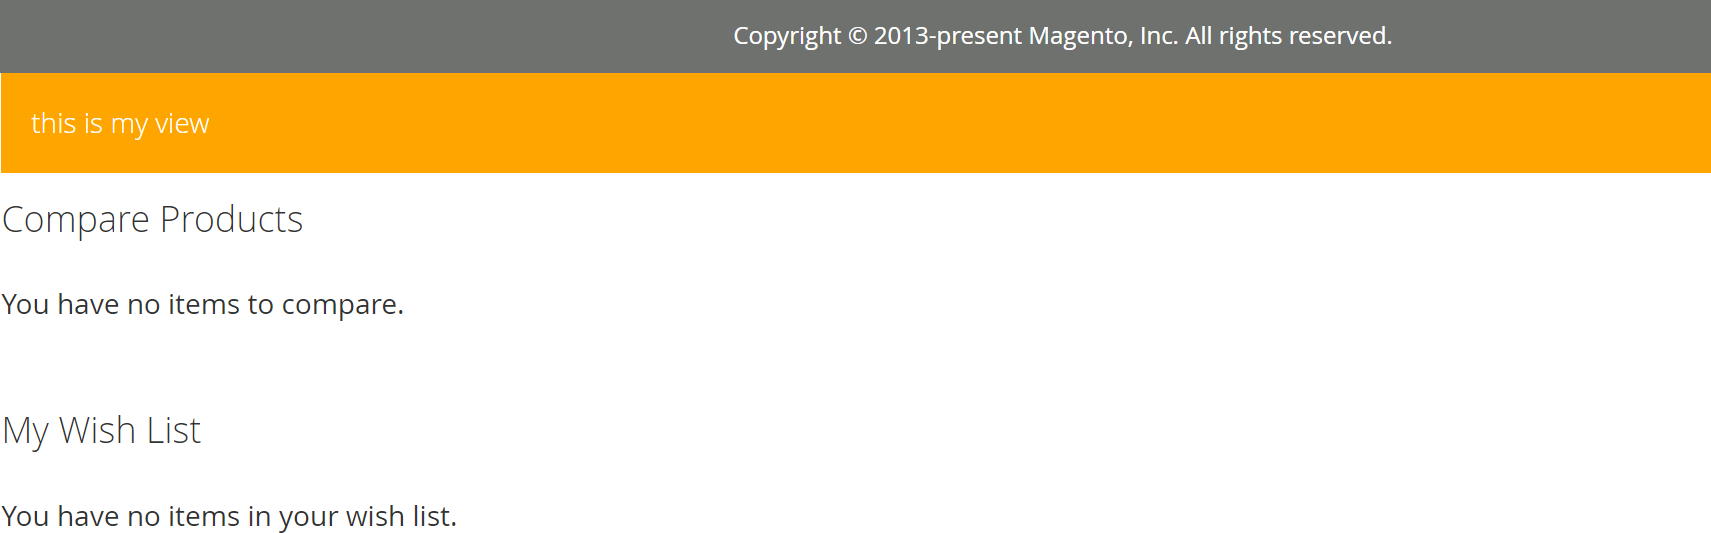 Copyright © 2013-present Magento, Inc. All rights reserved.
this is my view
Compare Products
You have no items to compare.
My Wish List
You have no items in your wish list.